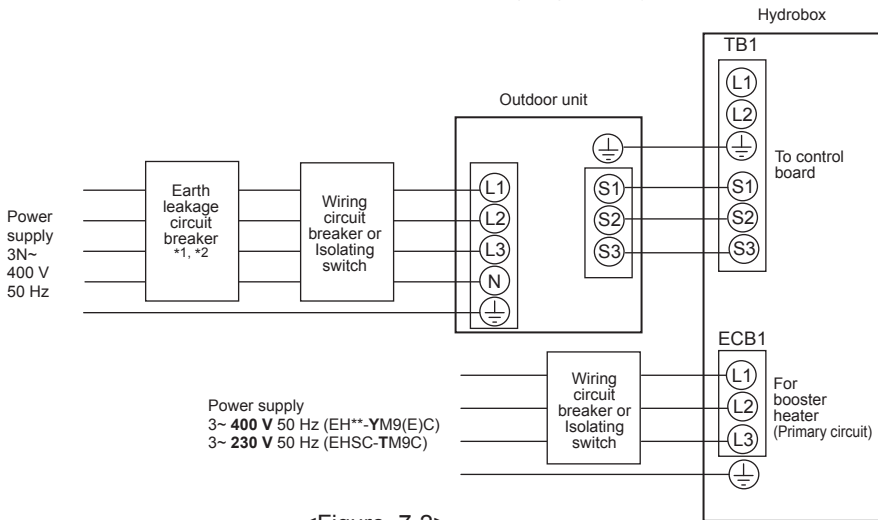 Hydrobox
TB1
L1
L2
Outdoor unit
To control
board
Earth
leakage
circuit
breaker
*1, *2
Wiring
circuit
breaker or
Isolating
switch
L1
L2
L3
N
S1
S2
S3
S1
S2
S3
Power
supply
3N~
400 V
50 Hz
ECB1
Wiring
circuit
breaker or
Isolating
switch
L1
L2
L3
For
booster
heater
(Primary circuit)
Power supply
3~ 400 V 50 Hz (EH**-YM9(E)C)
3~ 230 V 50 Hz (EHSC-TM9C)